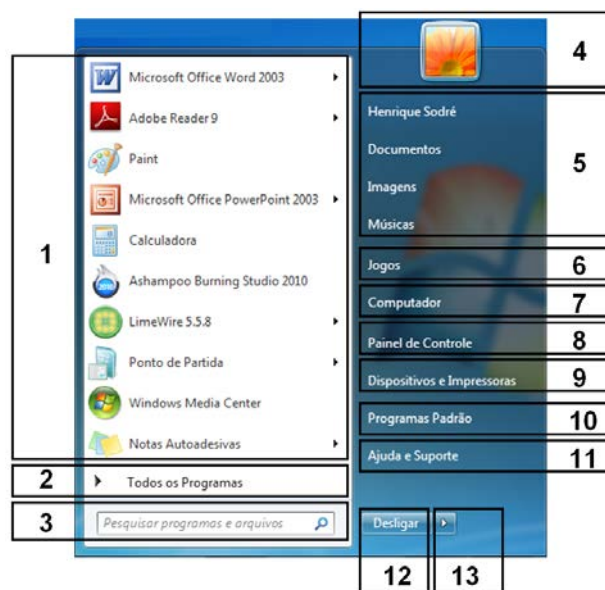 1
Microsoft Office Word 2003
Adobe Reader 9
Paint
Microsoft Office PowerPoint 2003
Calculadora
2010
Ashampoo Burning Studio 2010
LimeWire 5.5.8
Ponto de Partida
Windows Media Center
Notas Autoadesivas
2
Todos os Programas
3
Pesquisar programas e arquivos
4
Henrique Sodré
Documentos
Imagens
Músicas
5
Jogos 6
Computador 7
Painel de Controle 8
Dispositivos e Impressoras 9
Programas Padrão 10
Ajuda e Suporte 11
Desligar
12 13